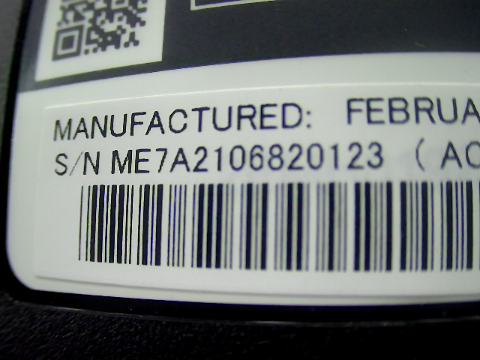 MANUFACTURED: FEBRUA
S/N ME7A2106820123 ( AC